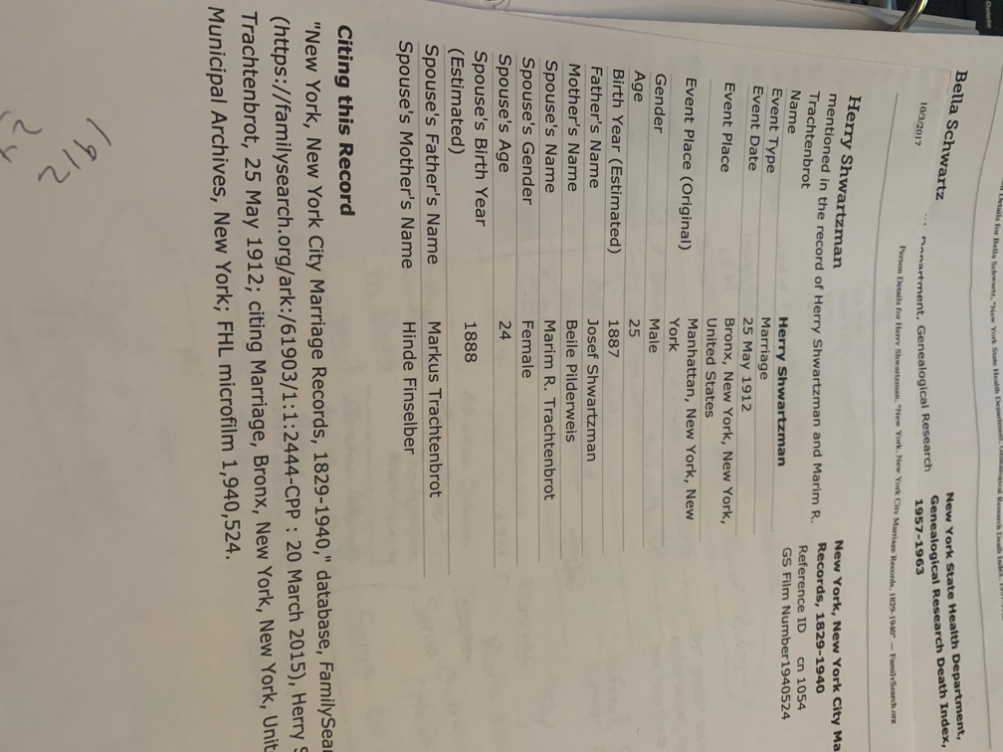 Details for Bella Schwartz, "New York State Health Department, Genealogical Research Death Index,
Bella Schwartz
New York State Health Department,
Genealogical Research Death Index,
1957-1963
10/3/2017
Department, Genealogical Research
Person Details for Herry Shwartzman, "New York, New York City Marriage Records, 1829-1940" — FamilySearch.org
Herry Shwartzman
mentioned in the record of Herry Shwartzman and Marim R.
Trachtenbrot
New York, New York City Ma
Records, 1829-1940
Reference ID cn 1054
GS Film Number1940524
Name Herry Shwartzman
Event Type Marriage
Event Date 25 May 1912
Event Place Bronx, New York, New York,
United States
Event Place (Original) Manhattan, New York, New
York
Gender Male
Age 25
Birth Year (Estimated) 1887
Father's Name Josef Shwartzman
Mother's Name Beile Pilderweis
Spouse's Name Marim R. Trachtenbrot
Spouse's Gender Female
Spouse's Age 24
Spouse's Birth Year
(Estimated) 1888
Spouse's Father's Name Markus Trachtenbrot
Spouse's Mother's Name Hinde Finselber
Citing this Record
"New York, New York City Marriage Records, 1829-1940," database, FamilySea
(https://familysearch.org/ark:/61903/1:1:2444-CPP : 20 March 2015), Herry S
Trachtenbrot, 25 May 1912; citing Marriage, Bronx, New York, New York, Unit
Municipal Archives, New York; FHL microfilm 1,940,524.
1912
24